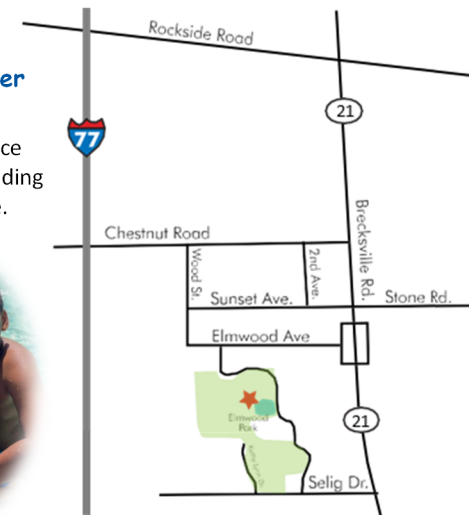 Rockside Road
er
21
77
ce
ding
.
Brecksville Rd.
Chestnut Road
Wood St.
2nd Ave.
Sunset Ave.
Stone Rd.
Elmwood Ave
Elmwood
Park
21
Selig Dr.